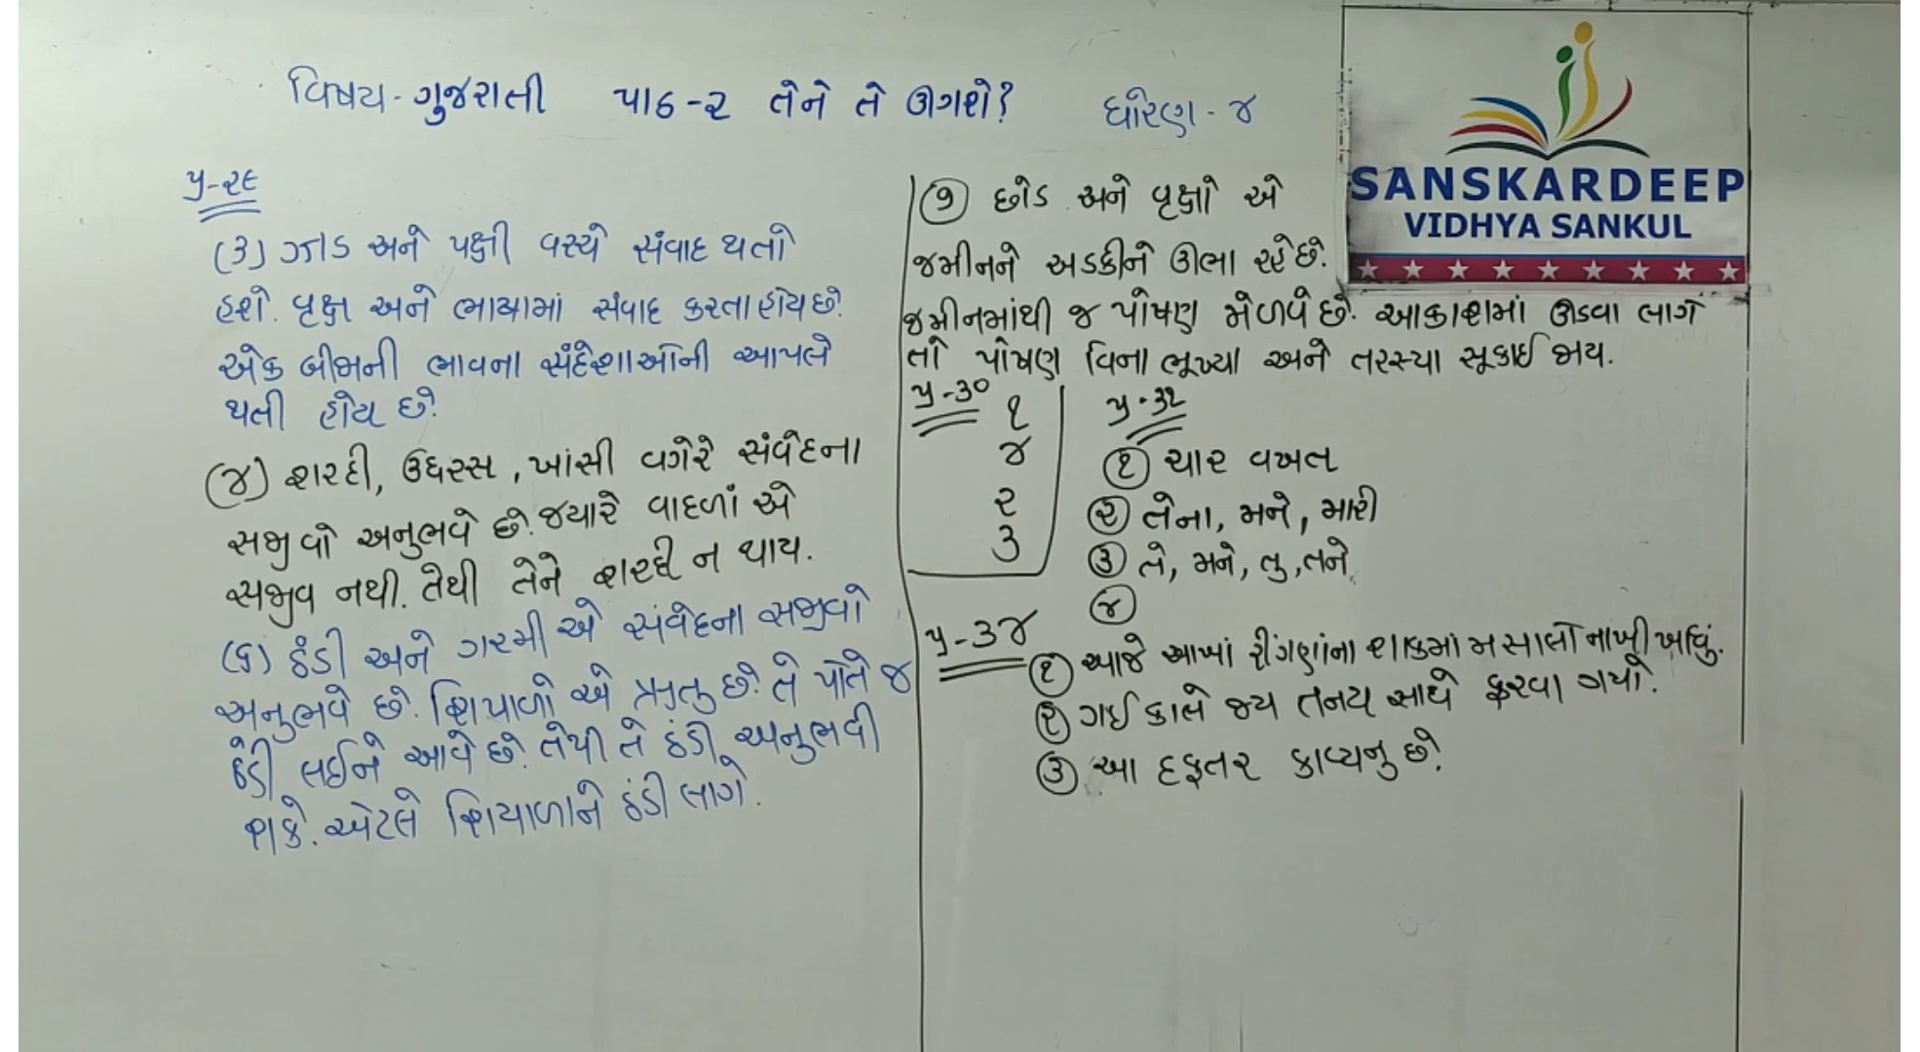 વિષય - ગુજરાતી પાઠ - ૨ તેને તે ઊગશે? ધોરણ - ૪
પૃ - ૨૯
(૩) ઝાડ અને પક્ષી વચ્ચે સંવાદ થતો
હશે. વૃક્ષ અને ભાષામાં સંવાદ કરતા હોય છે.
એક બીજાની ભાવના સંદેશાઓની આપલે
થતી હોય છે.
(૪) શરદી, ઉધરસ, ખાંસી વગેરે સંવેદના
સજીવો અનુભવે છે. જયારે વાદળાં એ
સજીવ નથી. તેથી તેને શરદી ન થાય.
(૬) ઠંડી અને ગરમી એ સંવેદના સજીવો
અનુભવે છે. શિયાળો એ ઋતુ છે. તે પોતે જ
ઠંડી લઈને આવે છે. તેથી તે ઠંડી અનુભવી
શકે. એટલે શિયાળાને ઠંડી લાગે.
૭ છોડ અને વૃક્ષો એ
જમીનને અડકીને ઊભા રહે છે.
જમીનમાંથી જ પોષણ મેળવે છે. આકાશમાં ઊડવા લાગે
તો પોષણ વિના ભૂખ્યા અને તરસ્યા સૂકાઈ જાય.
પૃ - ૩૦
૧
૪
૨
૩
પૃ - ૩૨
૧ ચાર વખત
૨ તેના, મને, મારી
૩ તે, મને, તુ, તને
૪
પૃ - ૩૪
૧ આજે આખાં રીંગણાંના શાકમાં મસાલો નાખી ખાધું.
૨ ગઈ કાલે જય તનય સાથે ફરવા ગયો.
૩ આ દફતર કાવ્યનુ છે.
SANSKARDEEP
VIDHYA SANKUL